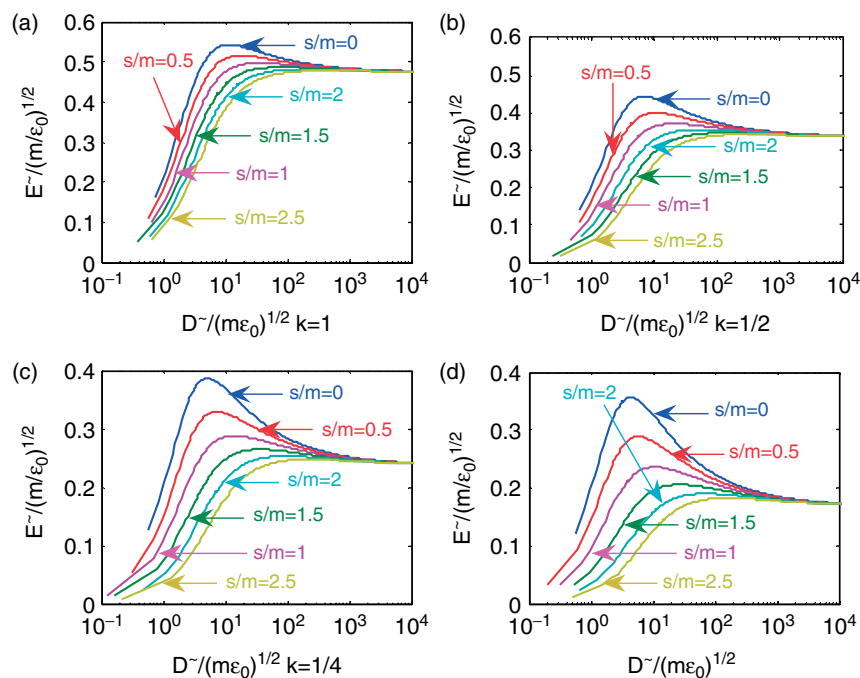 (a)
0.6
0.5
0.4
0.3
0.2
0.1
0
E~/(m/ε₀)^1/2
s/m=0
s/m=0.5
s/m=2
s/m=1.5
s/m=1
s/m=2.5
10⁻¹ 10⁰ 10¹ 10² 10³ 10⁴
D~/(mε₀)^1/2 k=1
(b)
0.6
0.5
0.4
0.3
0.2
0.1
0
E~/(m/ε₀)^1/2
s/m=0
s/m=0.5
s/m=2
s/m=1.5
s/m=1
s/m=2.5
10⁻¹ 10⁰ 10¹ 10² 10³ 10⁴
D~/(mε₀)^1/2 k=1/2
(c)
0.4
0.3
0.2
0.1
0
E~/(m/ε₀)^1/2
s/m=0
s/m=0.5
s/m=2
s/m=1.5
s/m=1
s/m=2.5
10⁻¹ 10⁰ 10¹ 10² 10³ 10⁴
D~/(mε₀)^1/2 k=1/4
(d)
0.4
0.3
0.2
0.1
0
E~/(m/ε₀)^1/2
s/m=2
s/m=0
s/m=0.5
s/m=1.5
s/m=1
s/m=2.5
10⁻¹ 10⁰ 10¹ 10² 10³ 10⁴
D~/(mε₀)^1/2